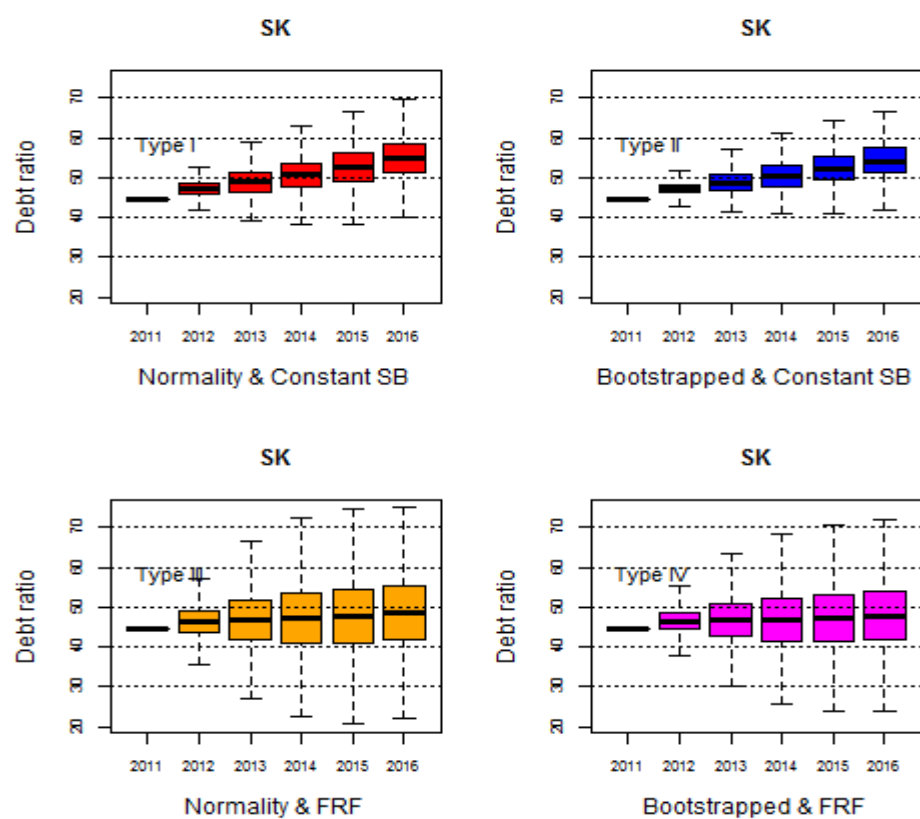 SK
Debt ratio
70
60
50
40
30
20
Type I
2011 2012 2013 2014 2015 2016
Normality & Constant SB
SK
Debt ratio
70
60
50
40
30
20
Type II
2011 2012 2013 2014 2015 2016
Bootstrapped & Constant SB
SK
Debt ratio
70
60
50
40
30
20
Type III
2011 2012 2013 2014 2015 2016
Normality & FRF
SK
Debt ratio
70
60
50
40
30
20
Type IV
2011 2012 2013 2014 2015 2016
Bootstrapped & FRF